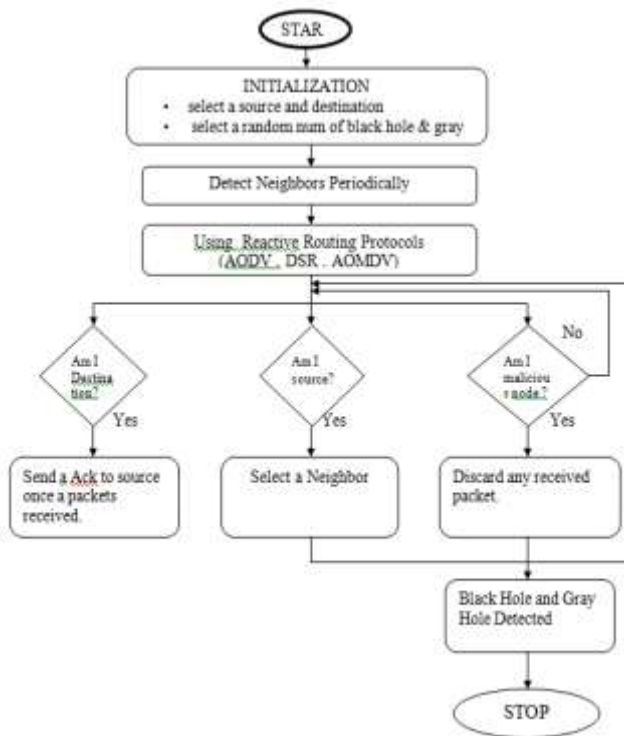 STAR
INITIALIZATION
• select a source and destination
• select a random num of black hole & gray
Detect Neighbors Periodically
Using Reactive Routing Protocols
(AODV , DSR , AOMDV)
Am I
Dastina
tion?
Am I
source?
Am I
maliciou
s node.?
No
Yes
Yes
Yes
Send a Ack to source
once a packets
received.
Select a Neighbor
Discard any received
packet.
Black Hole and Gray
Hole Detected
STOP